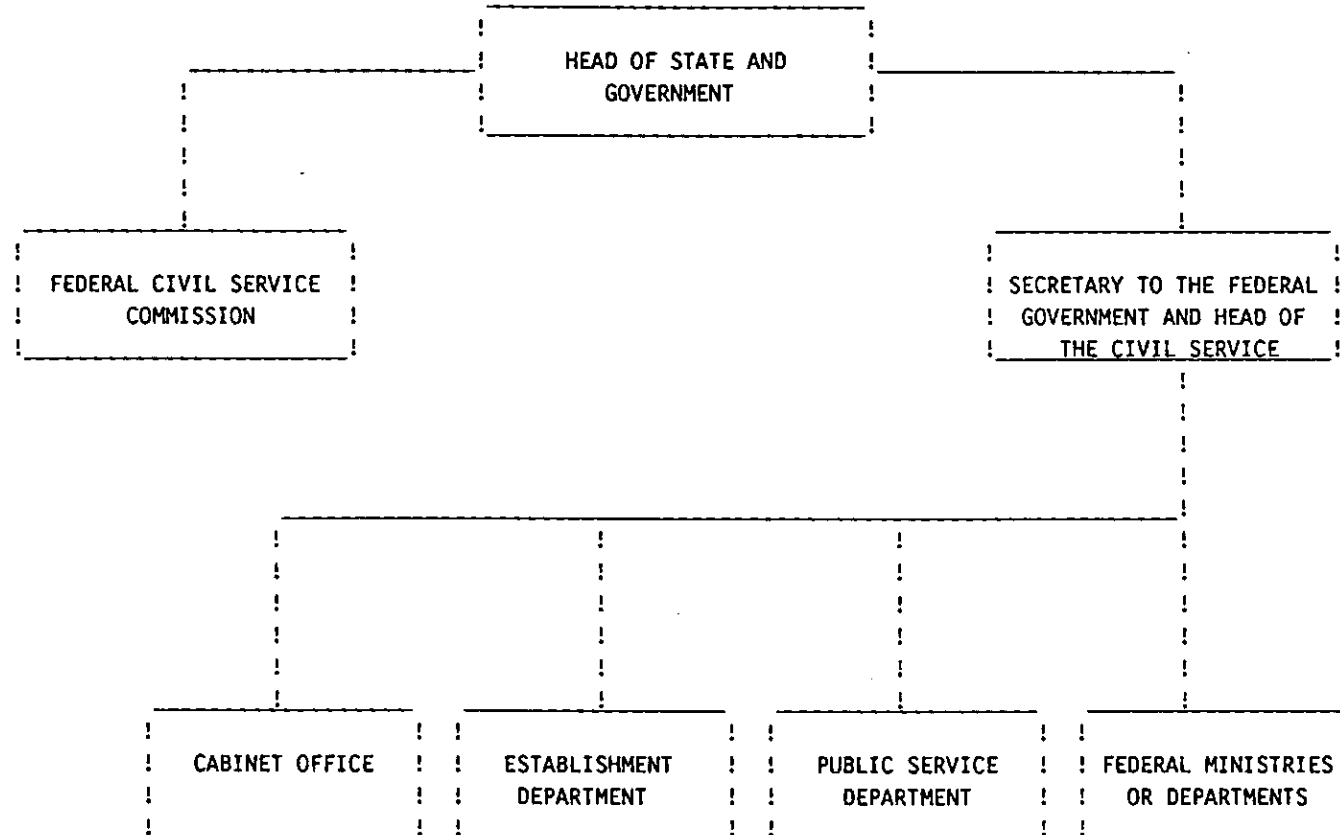 HEAD OF STATE AND
GOVERNMENT
FEDERAL CIVIL SERVICE
COMMISSION
SECRETARY TO THE FEDERAL
GOVERNMENT AND HEAD OF
THE CIVIL SERVICE
CABINET OFFICE
ESTABLISHMENT
DEPARTMENT
PUBLIC SERVICE
DEPARTMENT
FEDERAL MINISTRIES
OR DEPARTMENTS